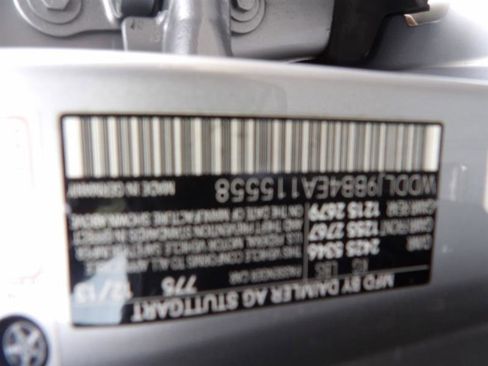 MFD BY DAIMLER AG STUTTGART
12/13
775
PASSENGER CAR
KG LBS
GVWR 2425 5346
GAWR FRONT 1255 2767
GAWR REAR 1215 2679
THIS VEHICLE CONFORMS TO ALL APPLICABLE
U.S. FEDERAL MOTOR VEHICLE SAFETY, BUMPER,
AND THEFT PREVENTION STANDARDS IN EFFECT
ON THE DATE OF MANUFACTURE SHOWN ABOVE.
WDDLJ9BB4EA115558
MADE IN GERMANY